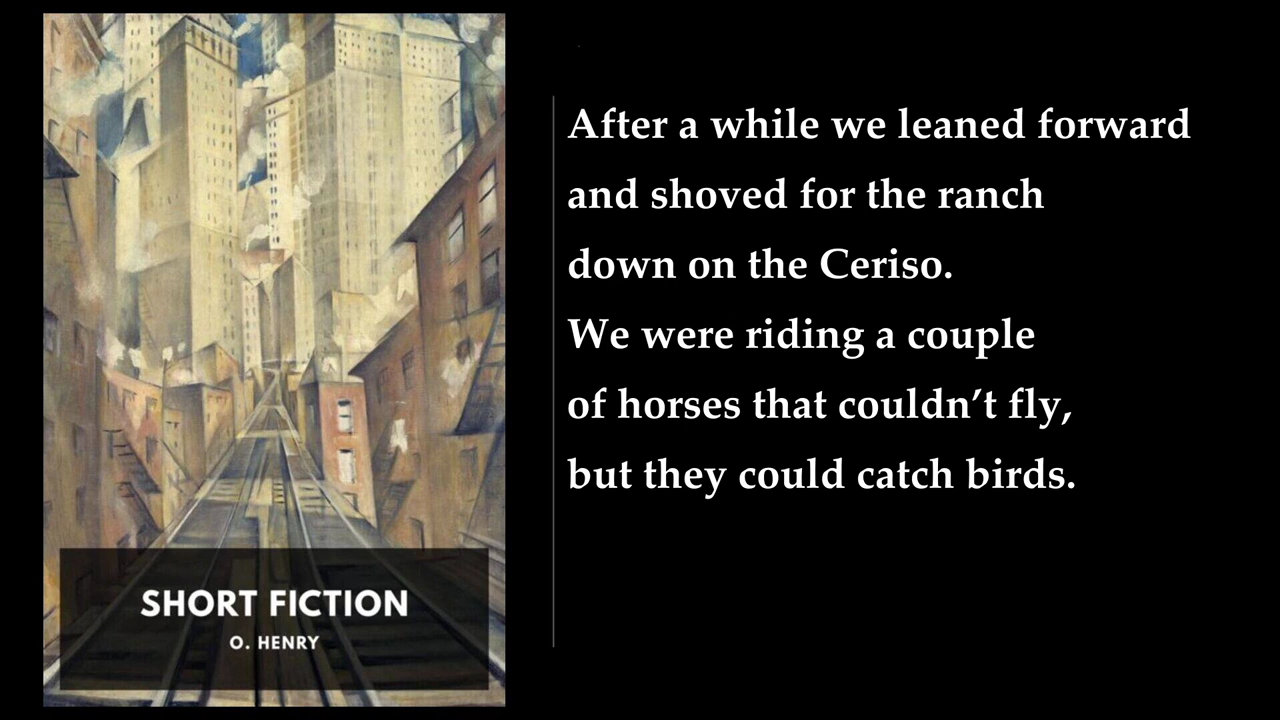 After a while we leaned forward
and shoved for the ranch
down on the Ceriso.
We were riding a couple
of horses that couldn’t fly,
but they could catch birds.
SHORT FICTION
O. HENRY